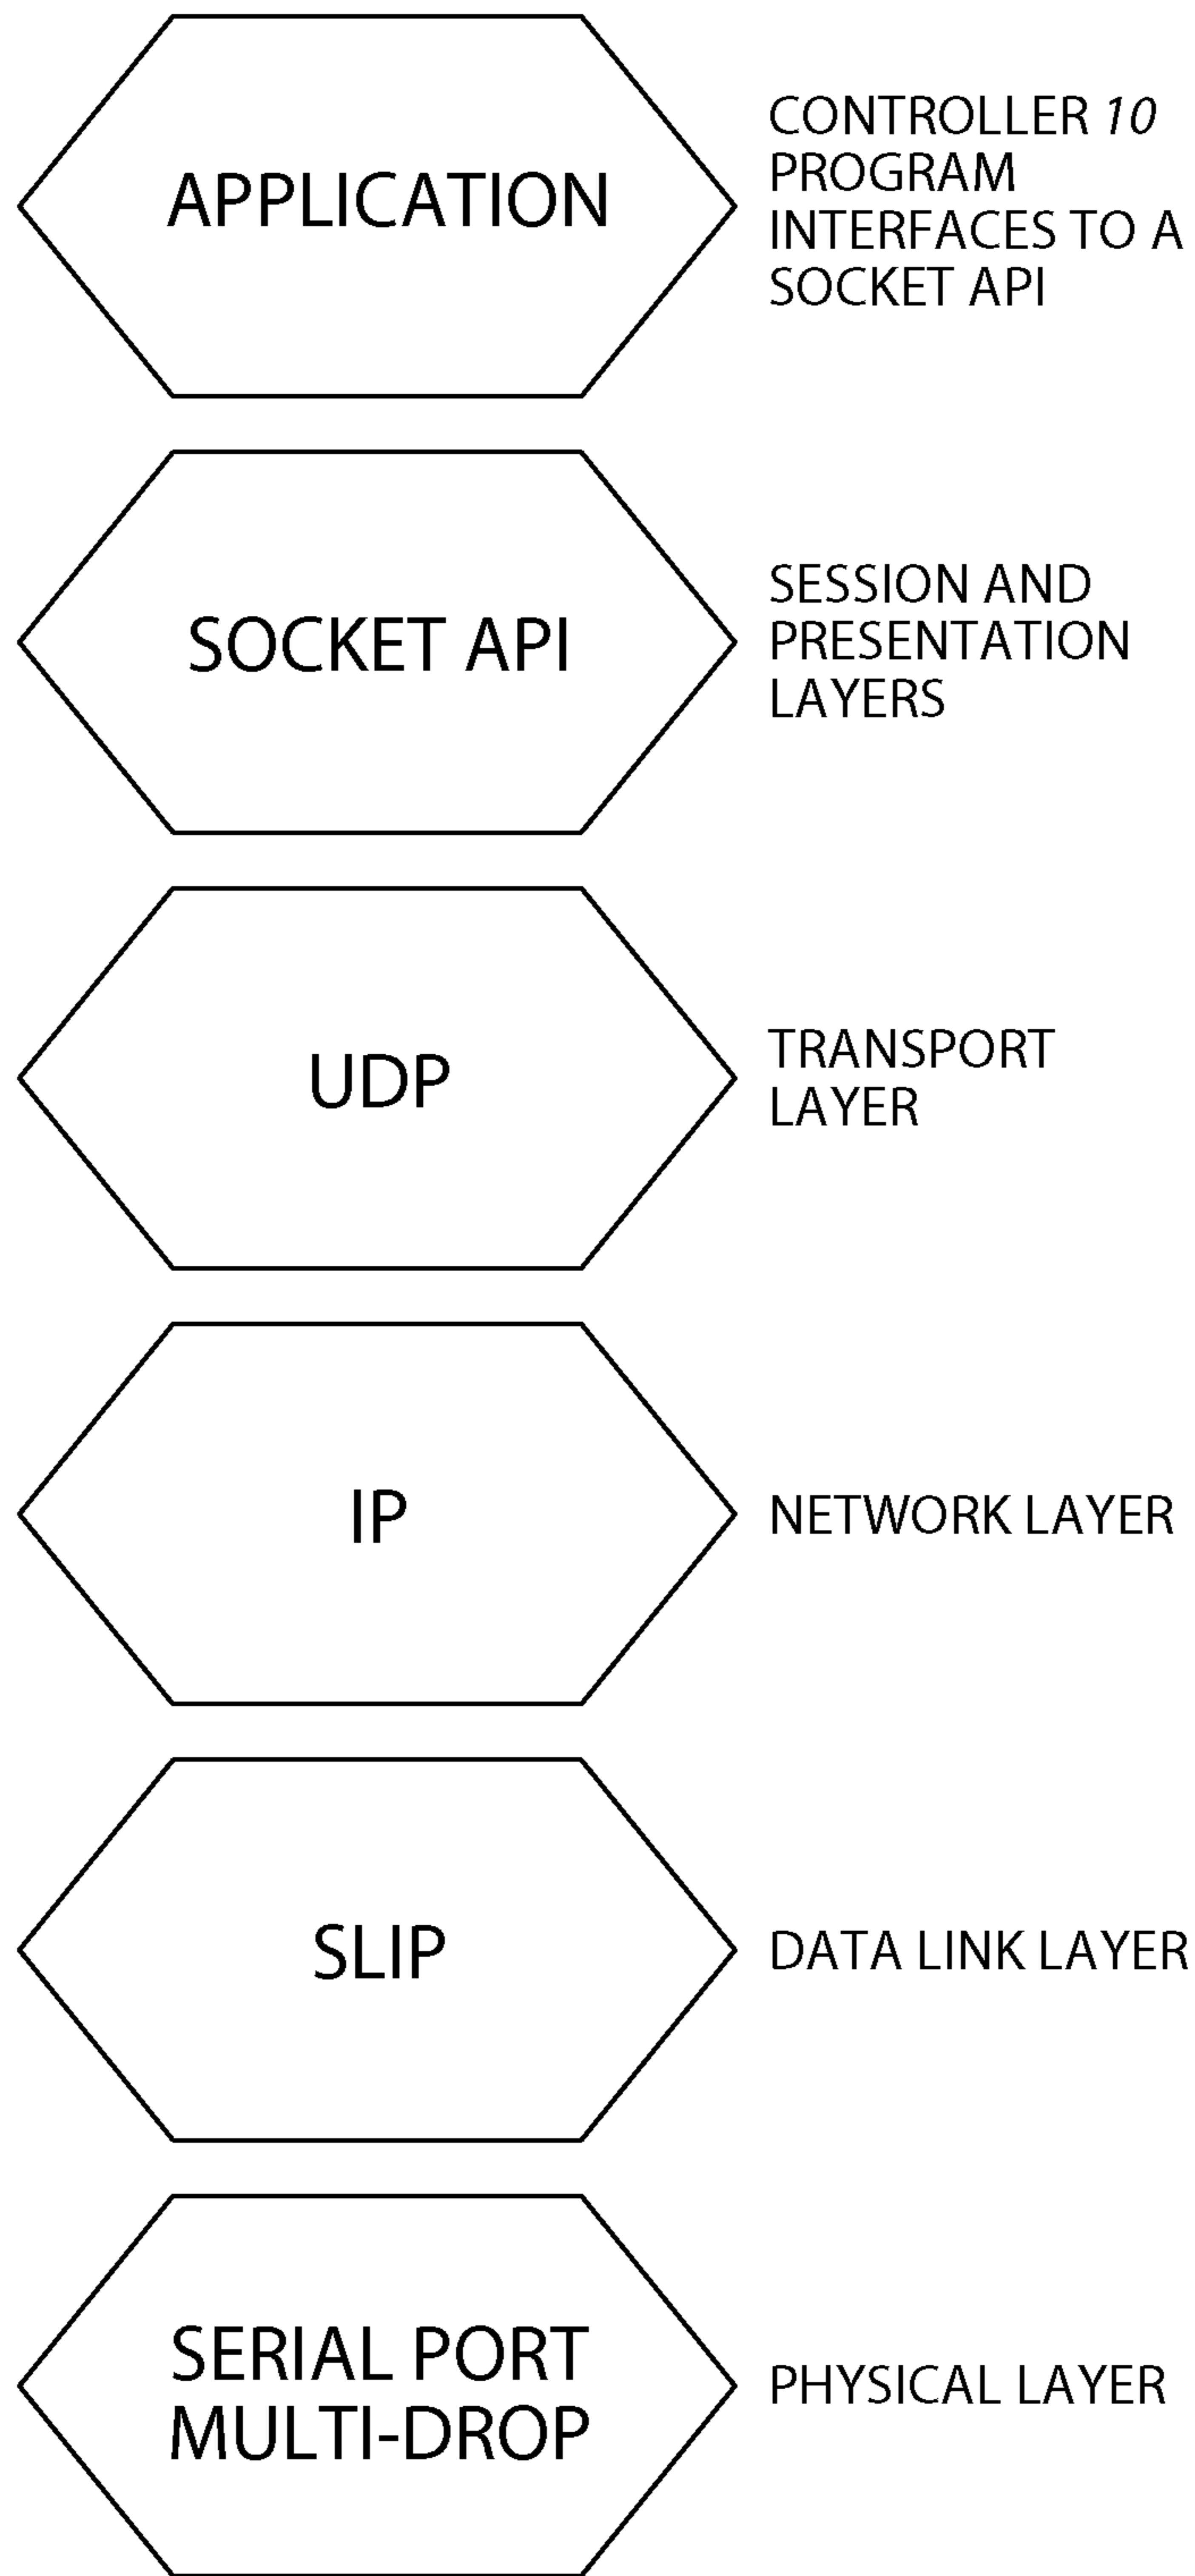 APPLICATION
CONTROLLER 10
PROGRAM
INTERFACES TO A
SOCKET API
SOCKET API
SESSION AND
PRESENTATION
LAYERS
UDP
TRANSPORT
LAYER
IP
NETWORK LAYER
SLIP
DATA LINK LAYER
SERIAL PORT
MULTI-DROP
PHYSICAL LAYER